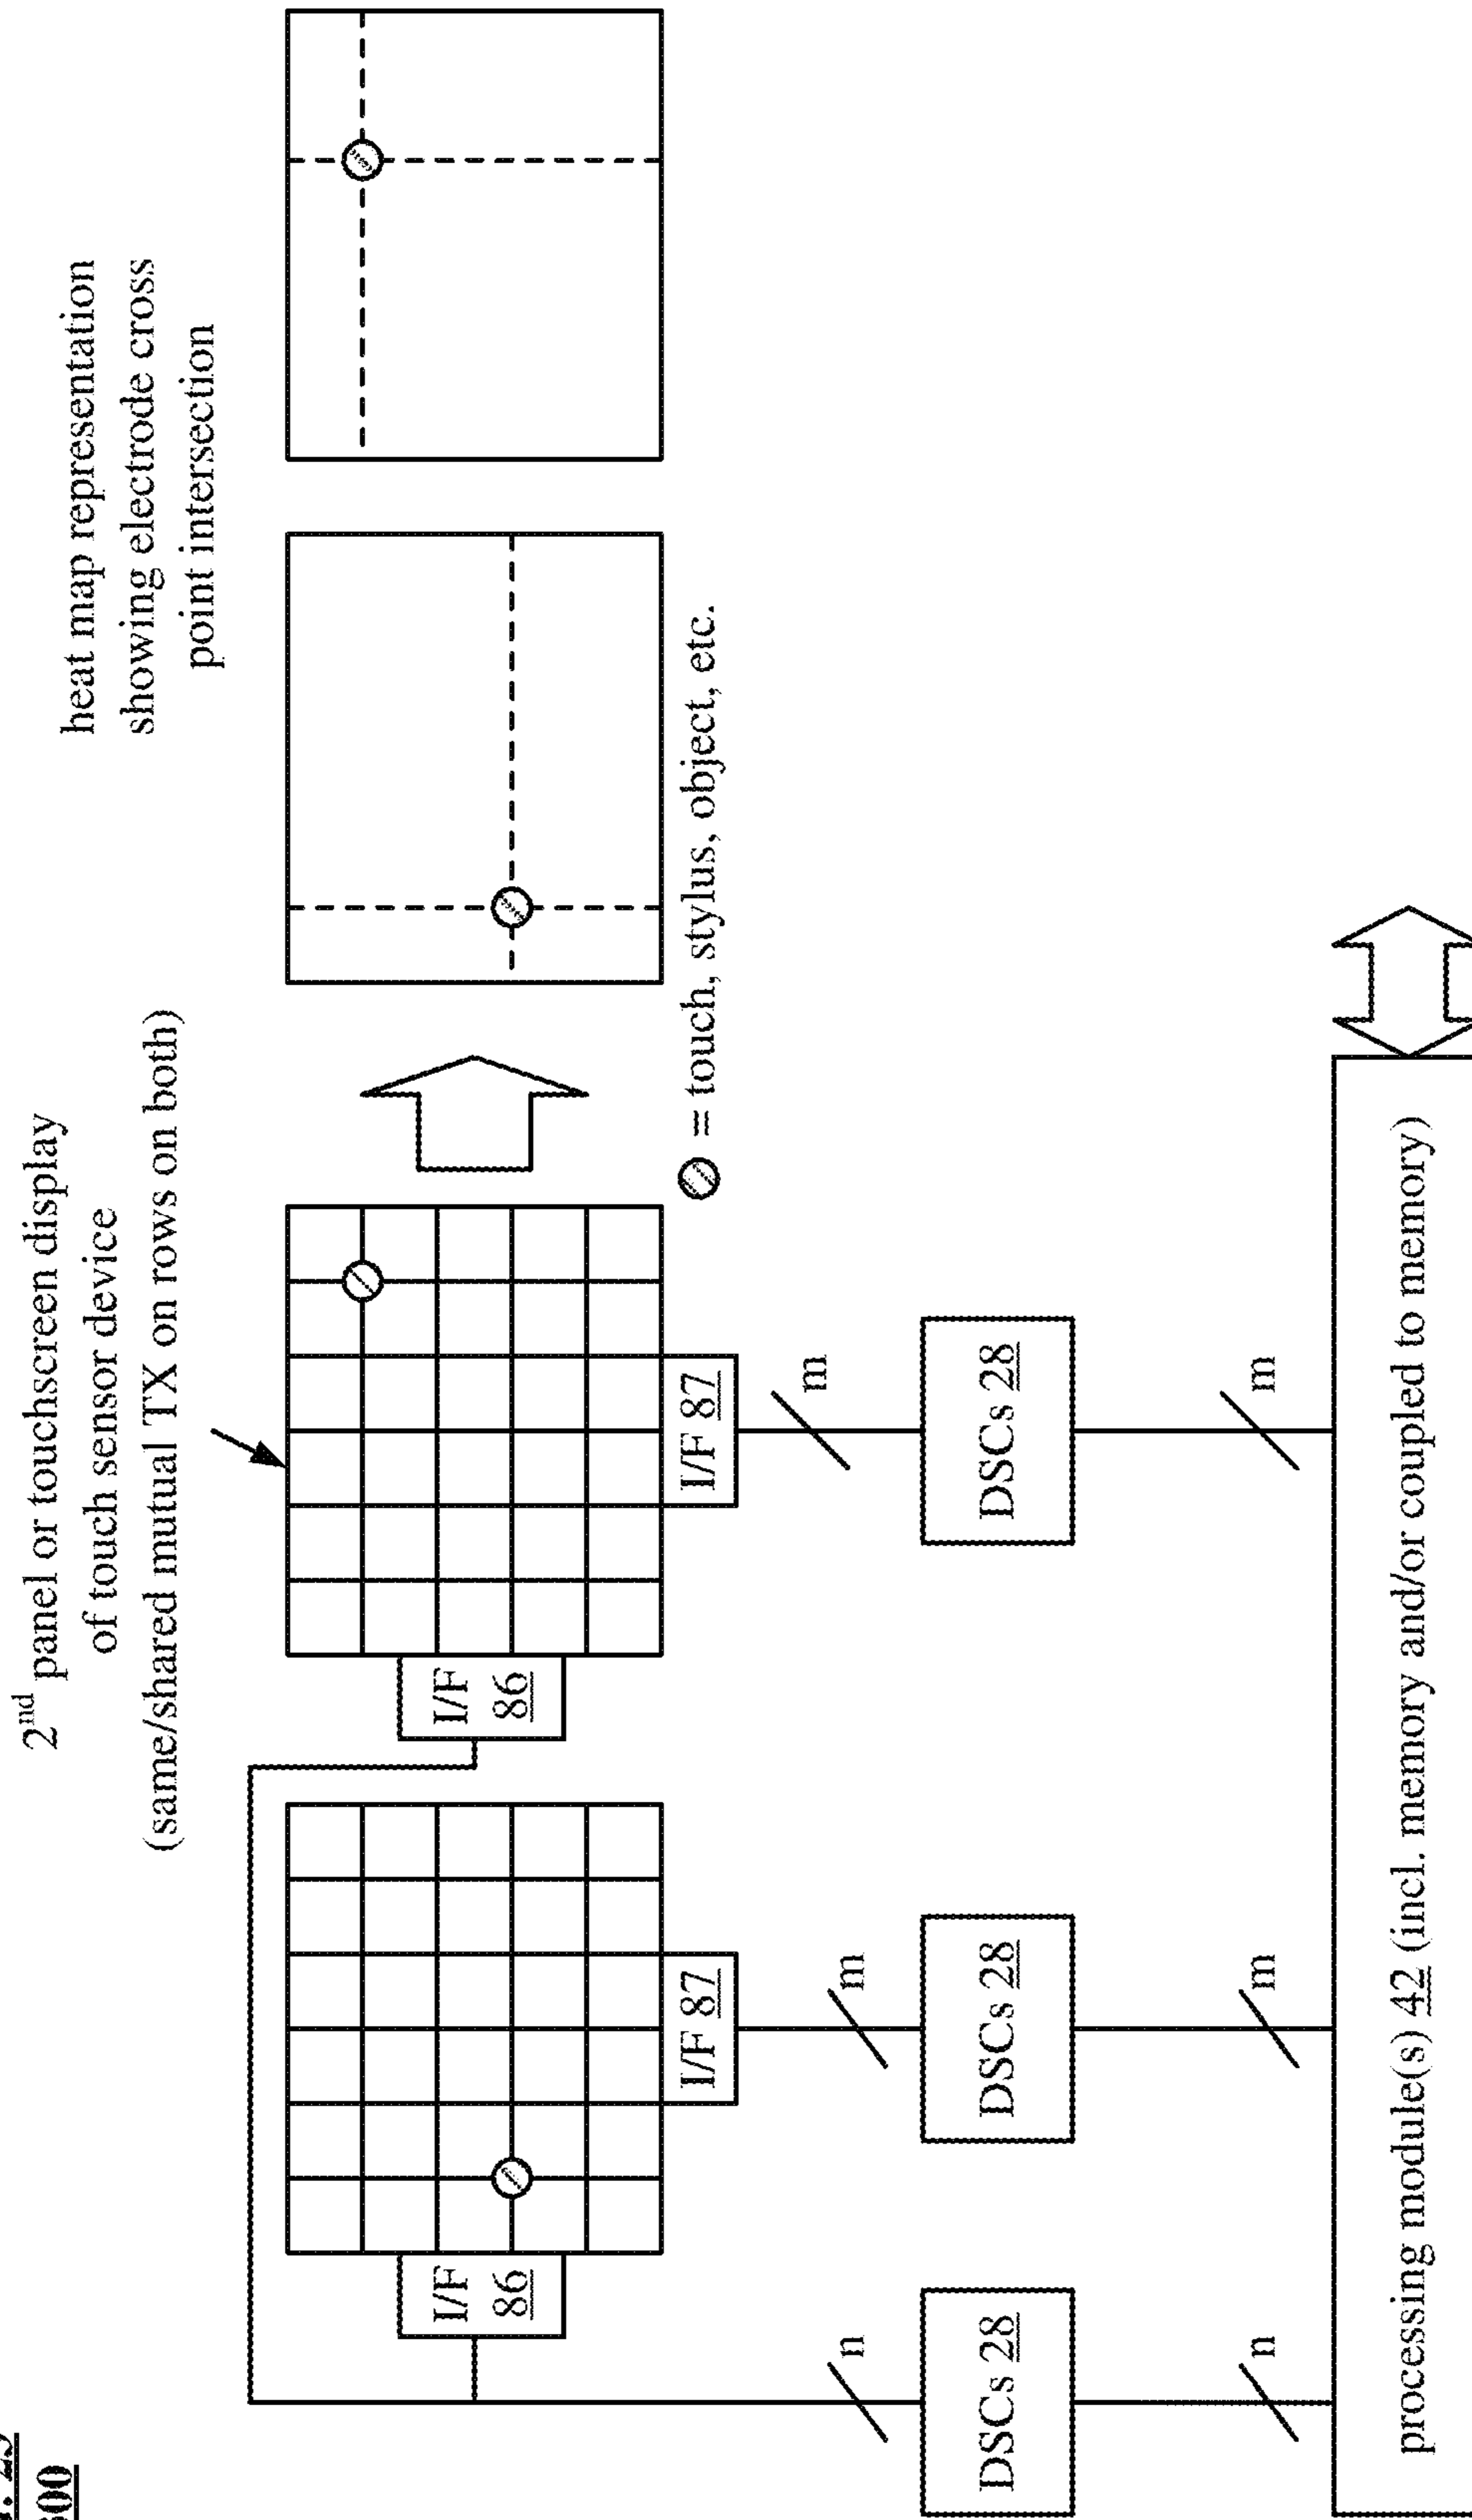 2nd panel or touchscreen display
of touch sensor device
(same/shared mutual TX on rows on both)
heat map representation
showing electrode cross
point intersection
I/F
86
I/F
86
I/F 87
I/F 87
= touch, stylus, object, etc.
n
m
m
DSCs 28
DSCs 28
DSCs 28
n
m
m
processing module(s) 42 (incl. memory and/or coupled to memory)